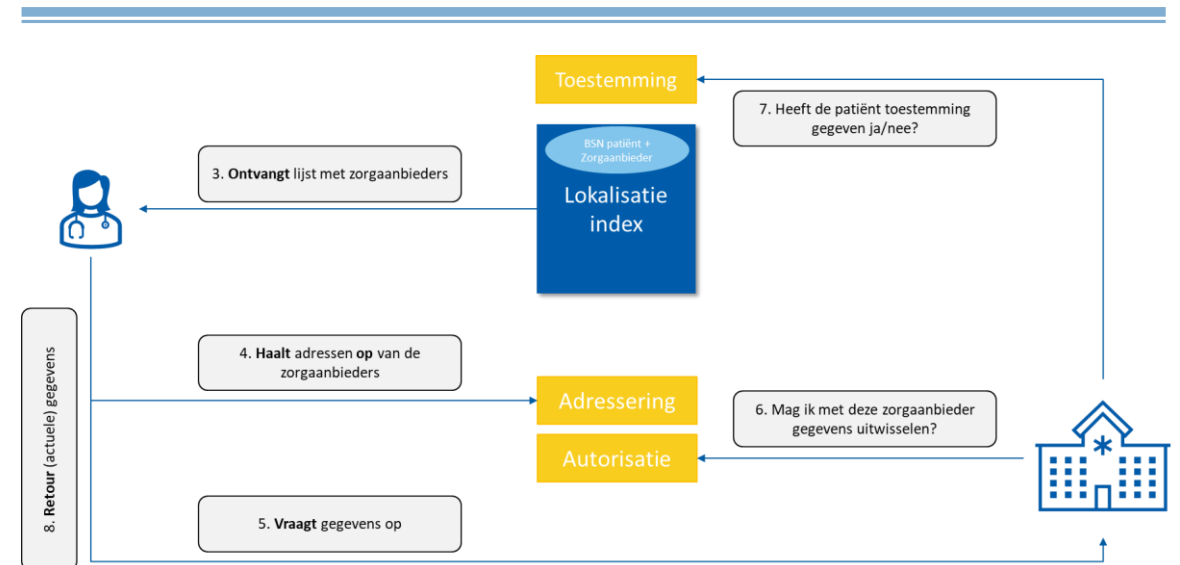 Toestemming
7. Heeft de patiënt toestemming
gegeven ja/nee?
BSN patiënt +
Zorgaanbieder
Lokalisatie
index
3. Ontvangt lijst met zorgaanbieders
4. Haalt adressen op van de
zorgaanbieders
Adressering
6. Mag ik met deze zorgaanbieder
gegevens uitwisselen?
Autorisatie
5. Vraagt gegevens op
8. Retour (actuele) gegevens